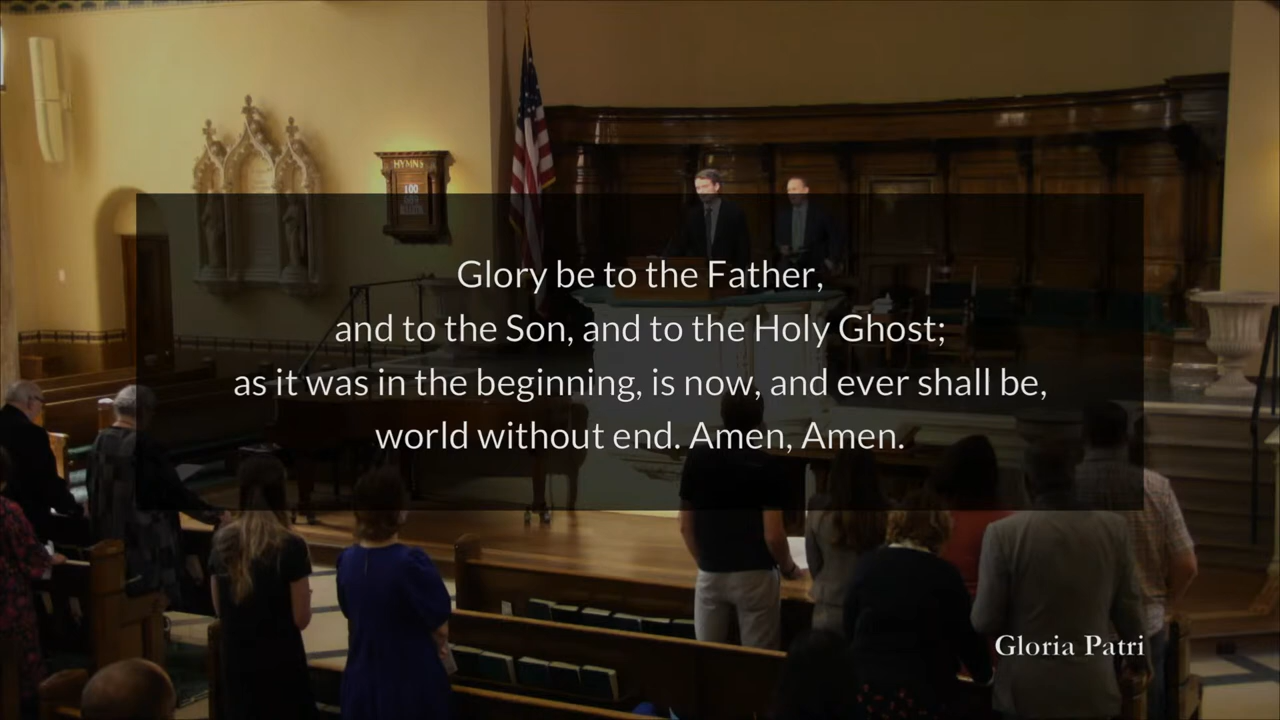 HYMNS
100
Glory be to the Father,
and to the Son, and to the Holy Ghost;
as it was in the beginning, is now, and ever shall be,
world without end. Amen, Amen.
Gloria Patri